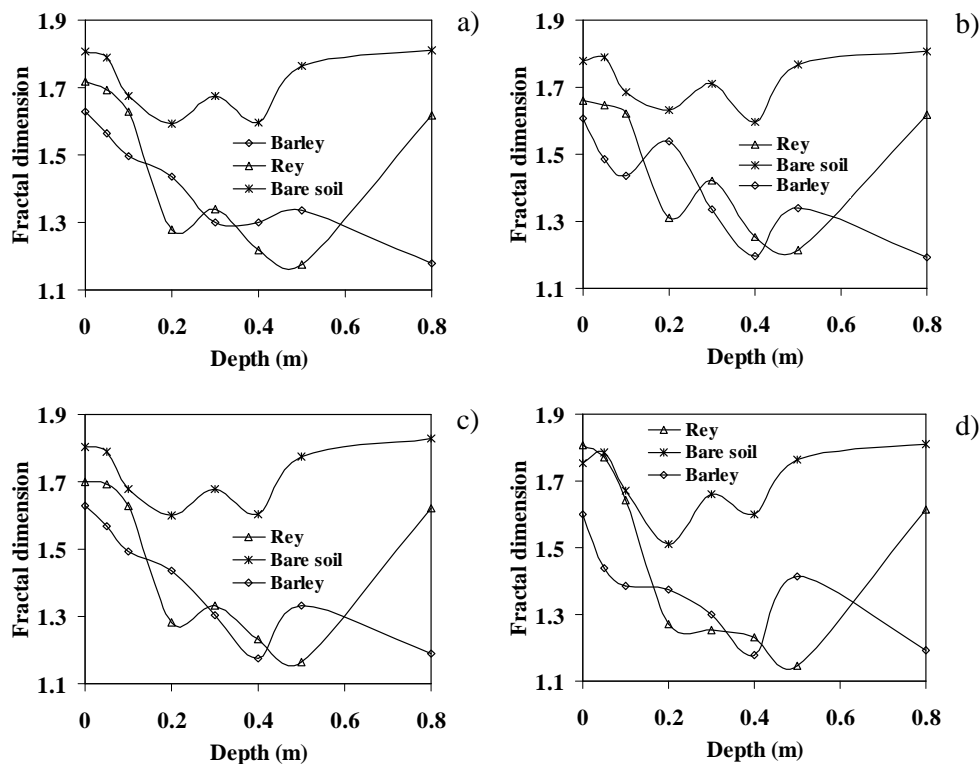 a)
1.9
1.7
1.5
1.3
1.1
Fractal dimension
Barley
Rey
Bare soil
0 0.2 0.4 0.6 0.8
Depth (m)
b)
1.9
1.7
1.5
1.3
1.1
Fractal dimension
Rey
Bare soil
Barley
0 0.2 0.4 0.6 0.8
Depth (m)
c)
1.9
1.7
1.5
1.3
1.1
Fractal dimension
Rey
Bare soil
Barley
0 0.2 0.4 0.6 0.8
Depth (m)
d)
1.9
1.7
1.5
1.3
1.1
Fractal dimension
Rey
Bare soil
Barley
0 0.2 0.4 0.6 0.8
Depth (m)